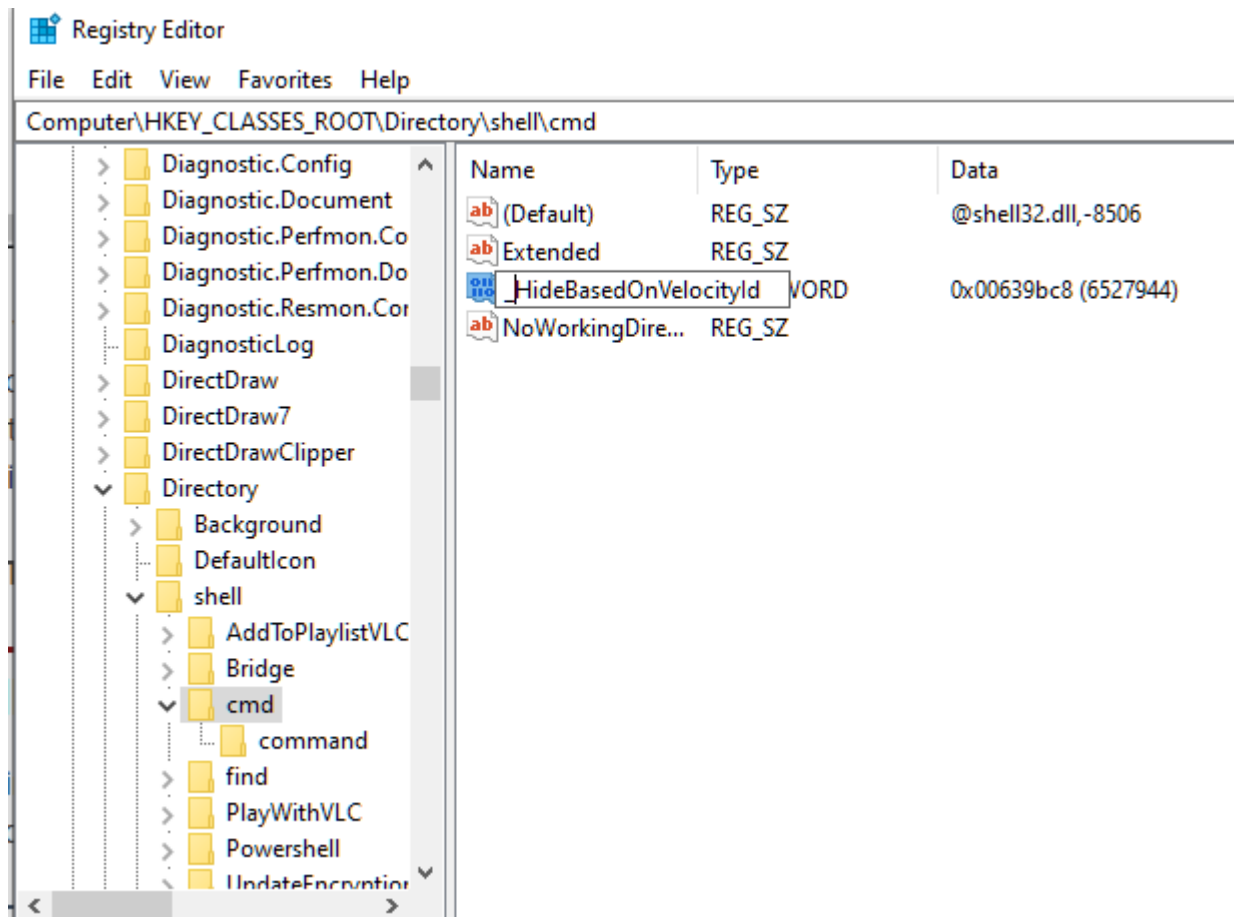 Registry Editor
File Edit View Favorites Help
Computer\HKEY_CLASSES_ROOT\Directory\shell\cmd
Diagnostic.Config
Diagnostic.Document
Diagnostic.Perfmon.Co
Diagnostic.Perfmon.Do
Diagnostic.Resmon.Cor
DiagnosticLog
DirectDraw
DirectDraw7
DirectDrawClipper
Directory
Background
DefaultIcon
shell
AddToPlaylistVLC
Bridge
cmd
command
find
PlayWithVLC
Powershell
UpdateEncryption
Name Type Data
(Default) REG_SZ @shell32.dll,-8506
Extended REG_SZ
_HideBasedOnVelocityId WORD 0x00639bc8 (6527944)
NoWorkingDire... REG_SZ